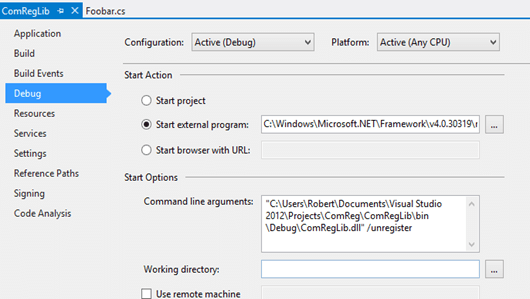 ComRegLib Foobar.cs
Application
Build
Build Events
Debug
Resources
Services
Settings
Reference Paths
Signing
Code Analysis
Configuration: Active (Debug) Platform: Active (Any CPU)
Start Action
Start project
Start external program: C:\Windows\Microsoft.NET\Framework\v4.0.30319\r ...
Start browser with URL:
Start Options
Command line arguments: "C:\Users\Robert\Documents\Visual Studio
2012\Projects\ComReg\ComRegLib\bin
\Debug\ComRegLib.dll" /unregister
Working directory: ...
Use remote machine